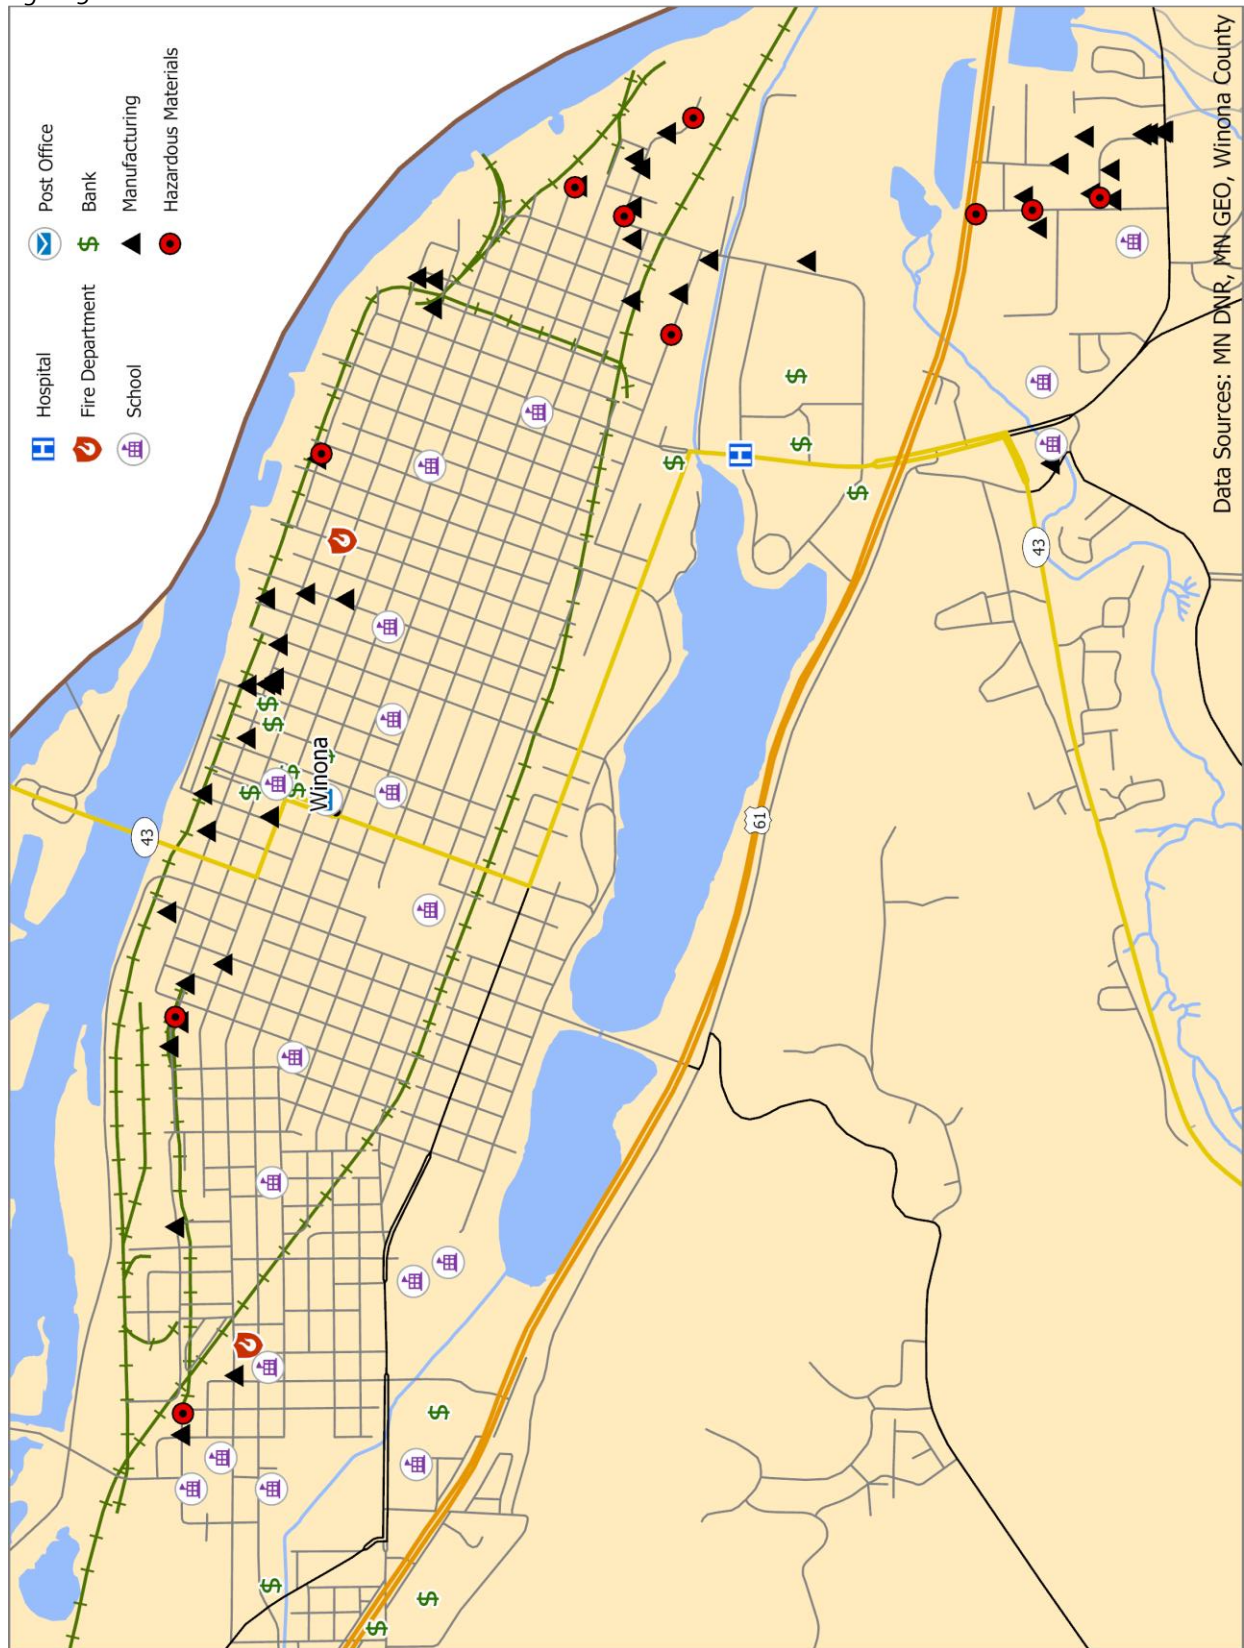 Hospital
Fire Department
School
Post Office
Bank
Manufacturing
Hazardous Materials
43
Winona
61
43
Data Sources: MN DNR, MN GEO, Winona County